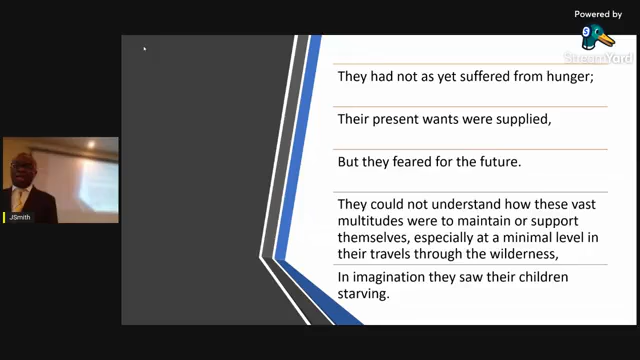 Powered by
S
StreamYard
They had not as yet suffered from hunger;
Their present wants were supplied,
But they feared for the future.
They could not understand how these vast
multitudes were to maintain or support
themselves, especially at a minimal level in
their travels through the wilderness,
In imagination they saw their children
starving.
JSmith